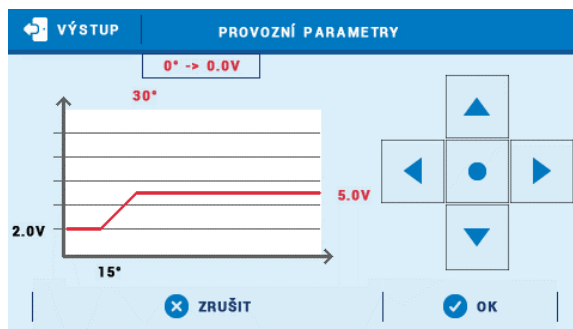 VÝSTUP
PROVOZNÍ PARAMETRY
0° -> 0.0V
30°
5.0V
2.0V
15°
ZRUŠIT
OK